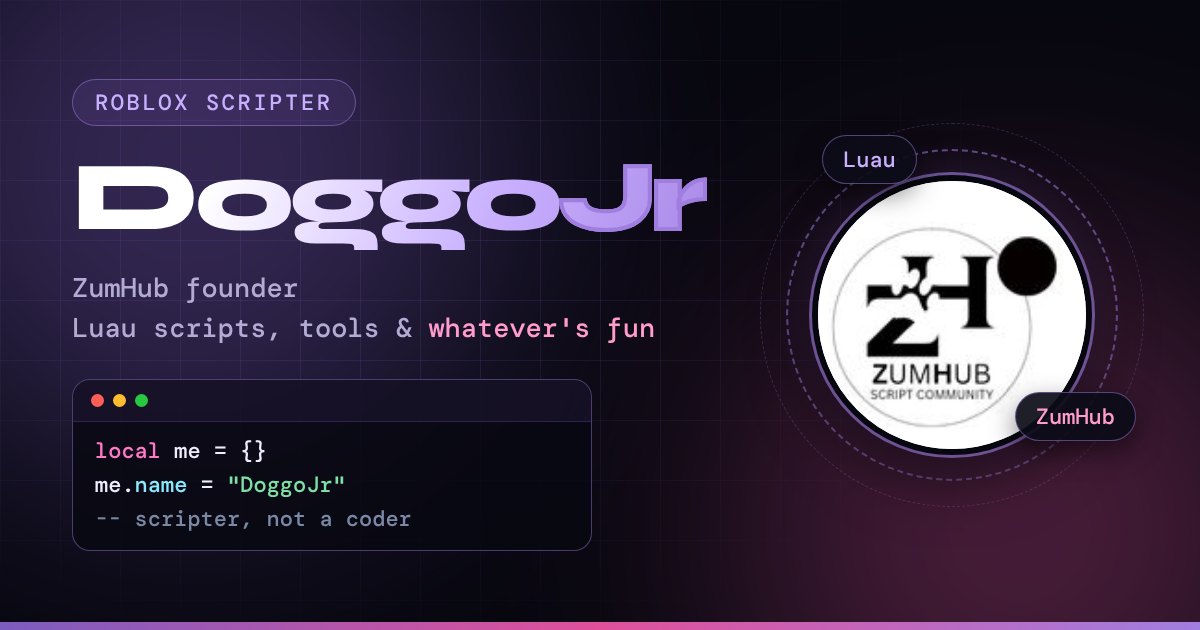 ROBLOX SCRIPTER
DoggoJr
ZumHub founder
Luau scripts, tools & whatever's fun
local me = {}
me.name = "DoggoJr"
-- scripter, not a coder
Luau
ZH
ZUMHUB
SCRIPT COMMUNITY
ZumHub